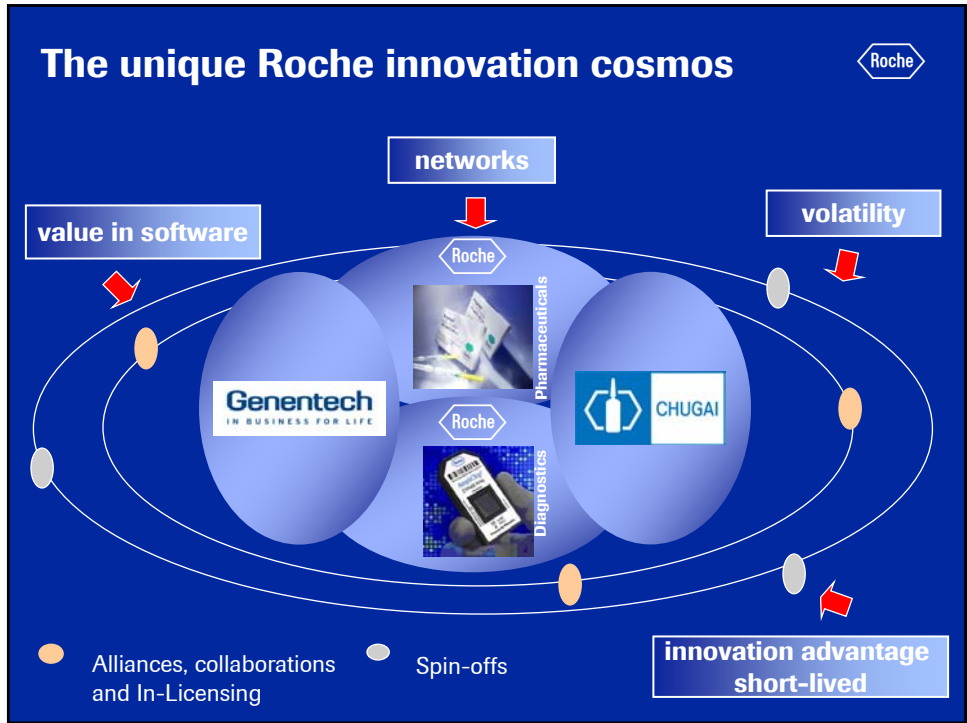 The unique Roche innovation cosmos
Roche
networks
value in software
volatility
Roche
Pharmaceuticals
Genentech
IN BUSINESS FOR LIFE
CHUGAI
Roche
Diagnostics
Alliances, collaborations
and In-Licensing
Spin-offs
innovation advantage
short-lived